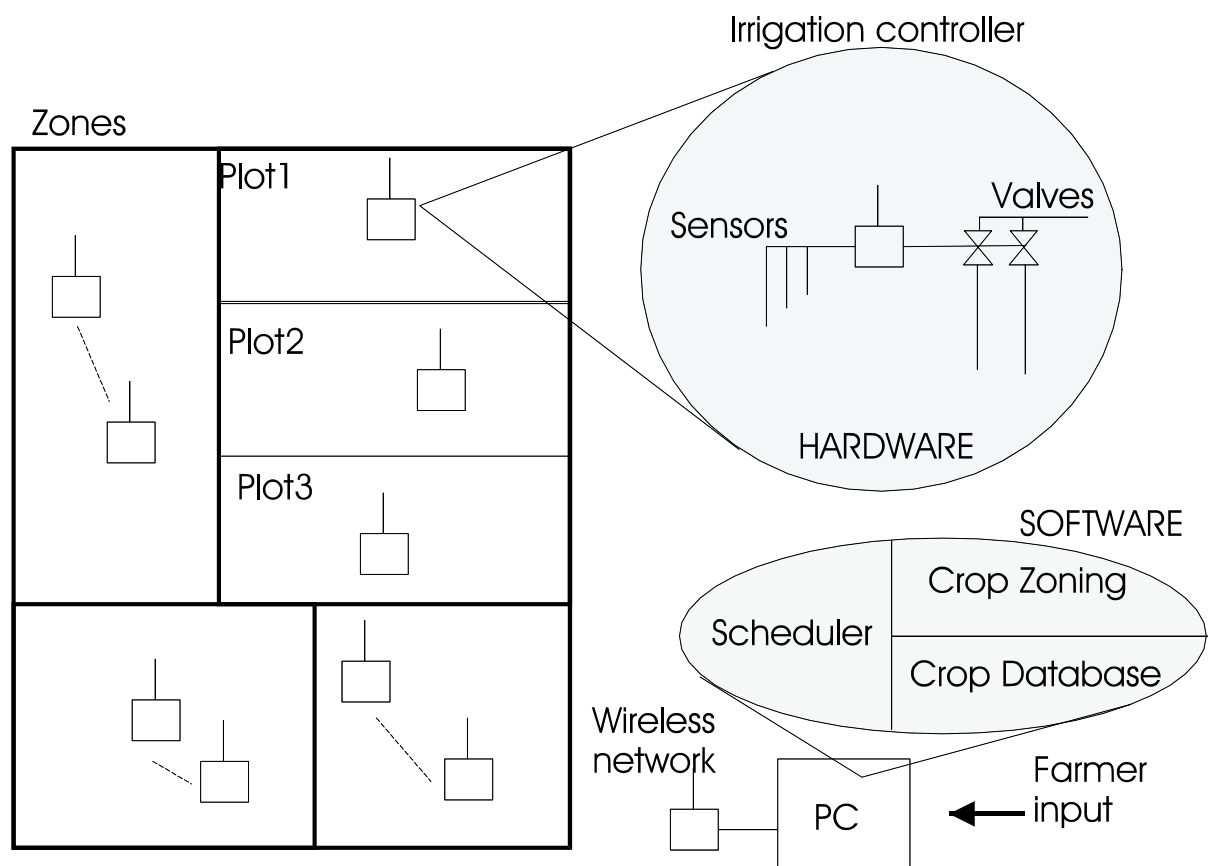 Irrigation controller
Zones
Plot1
Sensors
Valves
Plot2
HARDWARE
Plot3
SOFTWARE
Crop Zoning
Scheduler
Crop Database
Wireless
network
PC
Farmer
input